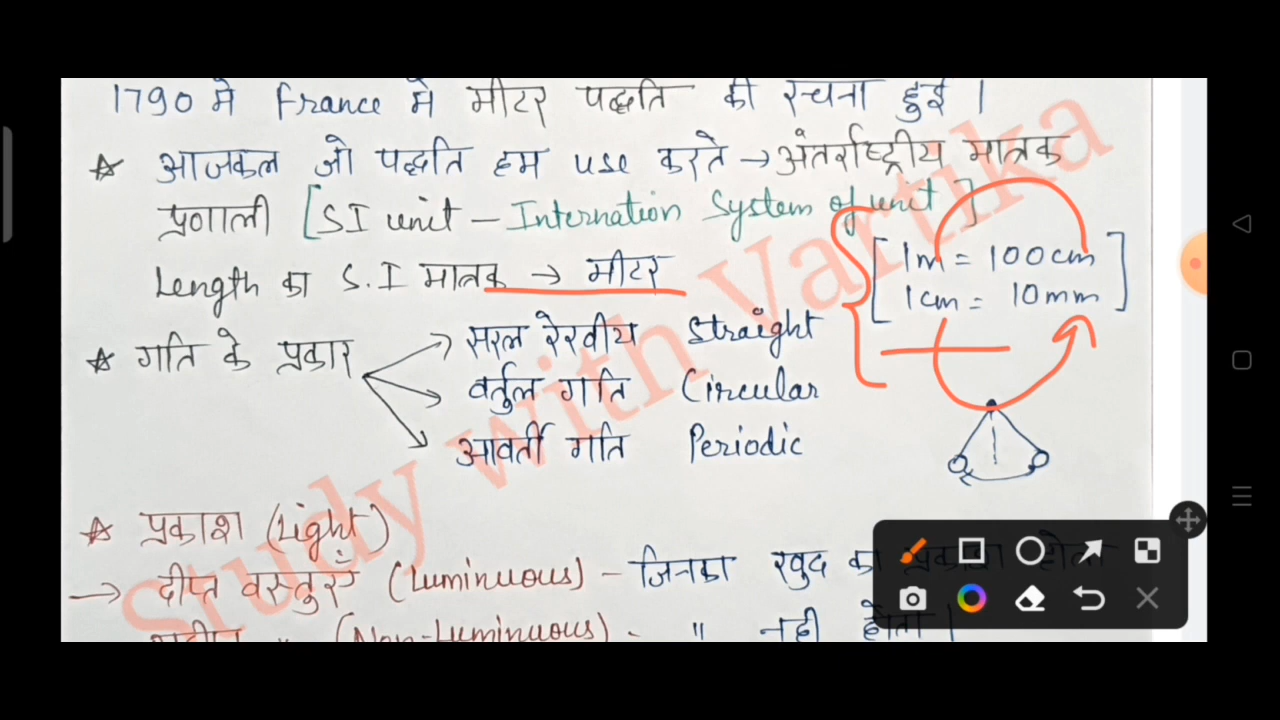 1790 मे France मे मीटर पद्धति की रचना हुई ।
☆ आजकल जो पद्धति हम use करते → अंतर्राष्ट्रीय मात्रक
प्रणाली [SI unit – Internation System of unit]
Length का S.I मात्रक → मीटर
[1m = 100cm
1cm = 10mm]
☆ गति के प्रकार
सरल रेखीय Straight
वर्तुल गति Circular
आवर्ती गति Periodic
☆ प्रकाश (Light)
→ दीप्त वस्तुएँ (Luminuous) – जिनका खुद का प्रकाश होता
(Non-Luminuous) - " नही होता ।
Study with Vartika